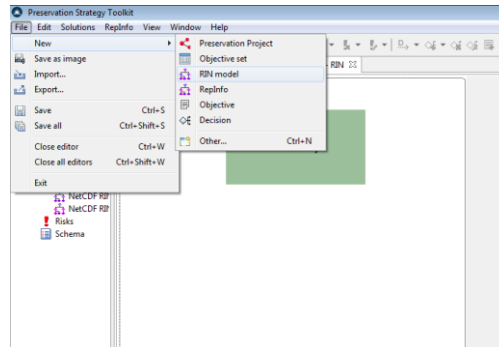 Preservation Strategy Toolkit
File Edit Solutions RepInfo View Window Help
New
Save as image
Import...
Export...
Save Ctrl+S
Save all Ctrl+Shift+S
Close editor Ctrl+W
Close all editors Ctrl+Shift+W
Exit
Preservation Project
Objective set
RIN model
RepInfo
Objective
Decision
Other... Ctrl+N
- RIN
NetCDF RIN
NetCDF RIN
Risks
Schema